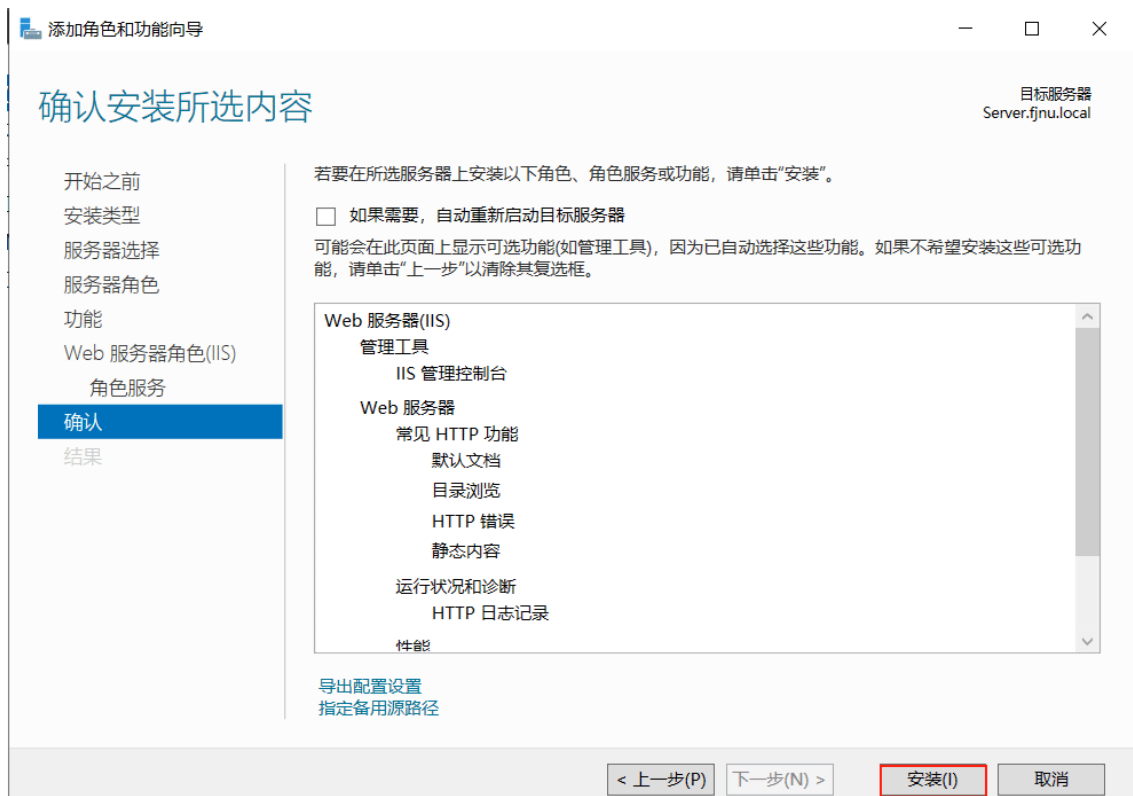 添加角色和功能向导
确认安装所选内容
目标服务器
Server.fjnu.local
开始之前
安装类型
服务器选择
服务器角色
功能
Web 服务器角色(IIS)
角色服务
确认
结果
若要在所选服务器上安装以下角色、角色服务或功能，请单击“安装”。
如果需要，自动重新启动目标服务器
可能会在此页面上显示可选功能(如管理工具)，因为已自动选择这些功能。如果不希望安装这些可选功
能，请单击“上一步”以清除其复选框。
Web 服务器(IIS)
管理工具
IIS 管理控制台
Web 服务器
常见 HTTP 功能
默认文档
目录浏览
HTTP 错误
静态内容
运行状况和诊断
HTTP 日志记录
性能
导出配置设置
指定备用源路径
< 上一步(P)
下一步(N) >
安装(I)
取消